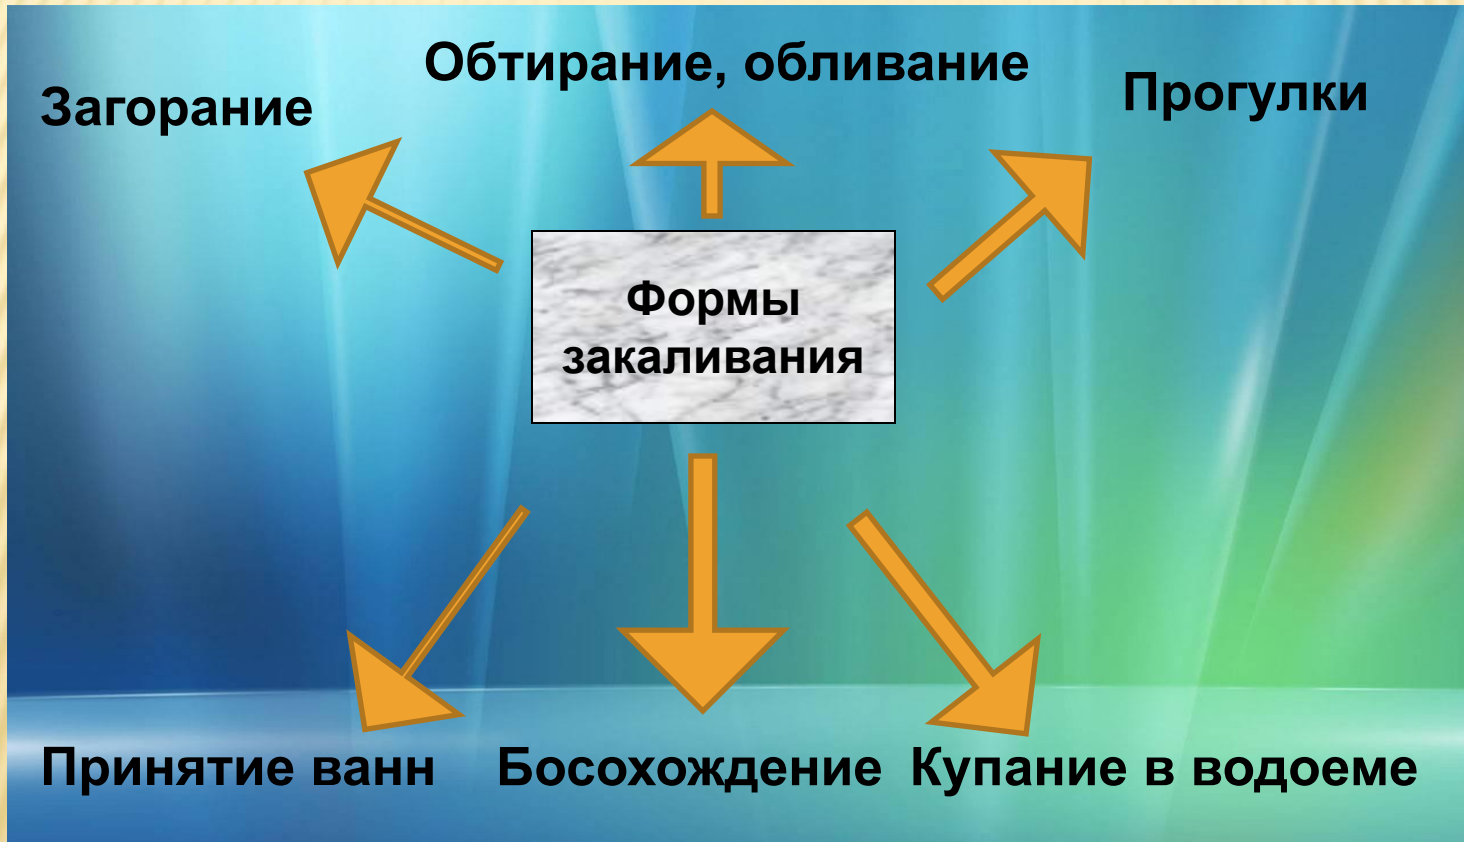 Обтирание, обливание
Загорание
Прогулки
Формы
закаливания
Принятие ванн
Босохождение
Купание в водоеме